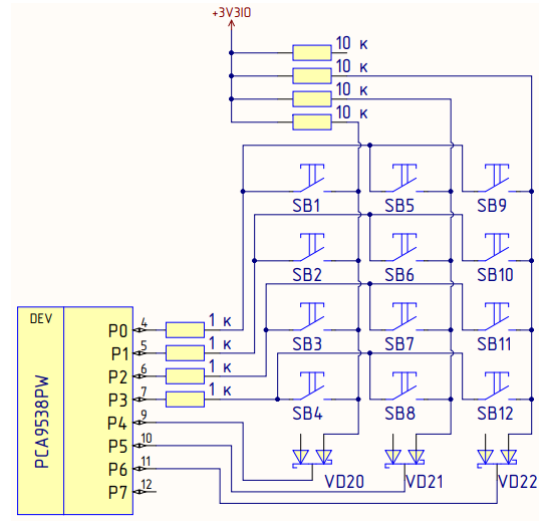 +3V3IO
10 к
10 к
10 к
10 к
SB1 SB5 SB9
SB2 SB6 SB10
DEV
P0 4 1 к
P1 5 1 к
SB3 SB7 SB11
P2 6 1 к
P3 7 1 к
SB4 SB8 SB12
P4 9
P5 10
P6 11
P7 12
VD20 VD21 VD22
PCA9538PW